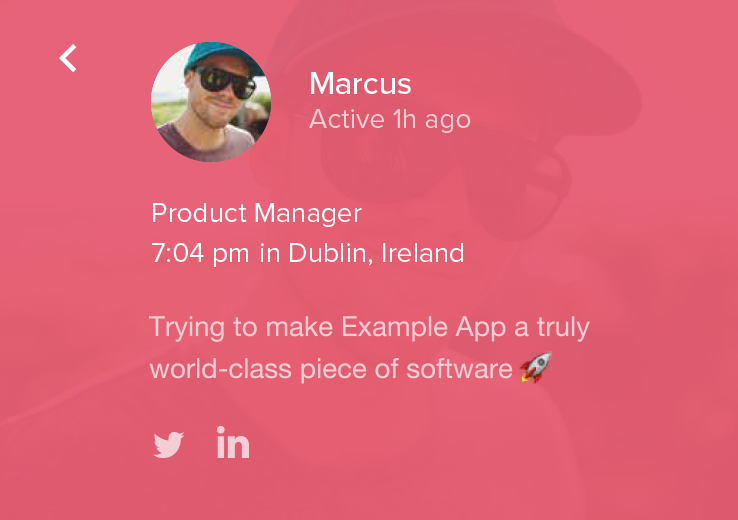 Marcus
Active 1h ago
Product Manager
7:04 pm in Dublin, Ireland
Trying to make Example App a truly
world-class piece of software 🚀
in